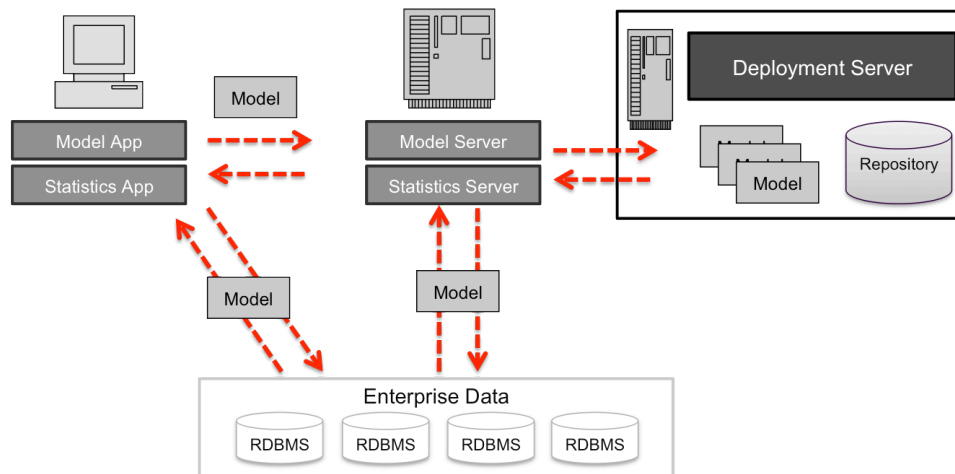 Deployment Server
Model
Model App
Model Server
Statistics App
Statistics Server
Model
Repository
Model
Model
Enterprise Data
RDBMS
RDBMS
RDBMS
RDBMS